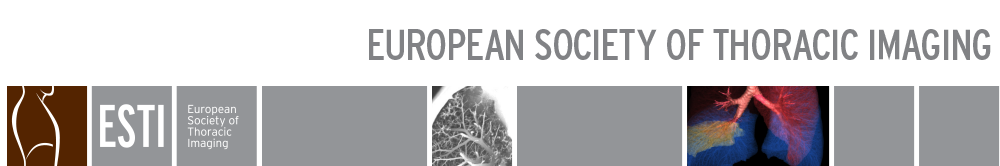 EUROPEAN SOCIETY OF THORACIC IMAGING
ESTI
European
Society of
Thoracic
Imaging